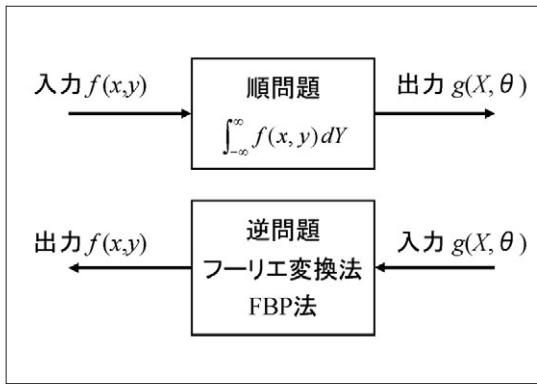 入力 f(x,y)
順問題
∫_{-∞}^{∞} f(x, y) dY
出力 g(X, θ)
出力 f(x,y)
逆問題
フーリエ変換法
FBP法
入力 g(X, θ)